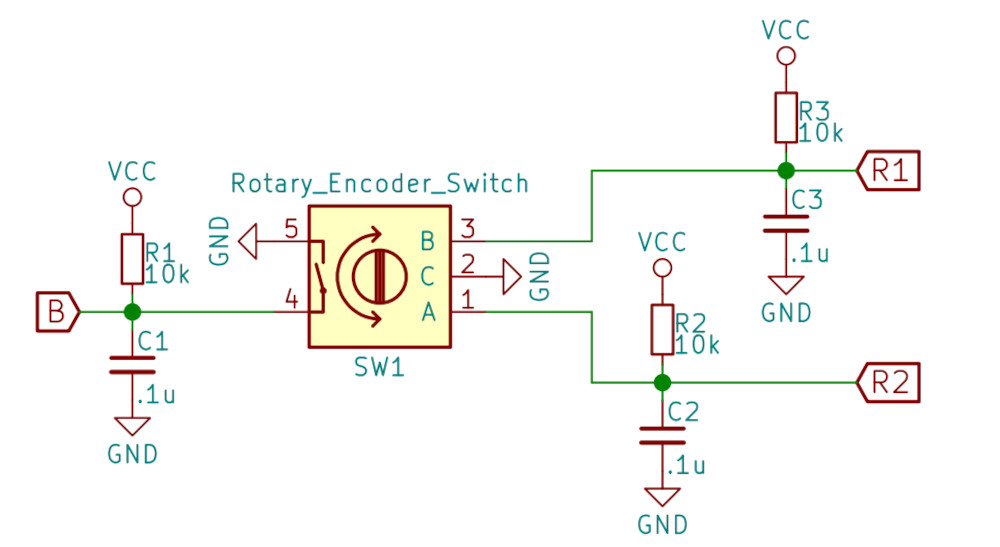 VCC
R3
10k
R1
C3
.1u
GND
VCC
R1
10k
B
C1
.1u
GND
Rotary_Encoder_Switch
GND
5
4
B
C
A
3
2
1
GND
SW1
VCC
R2
10k
R2
C2
.1u
GND